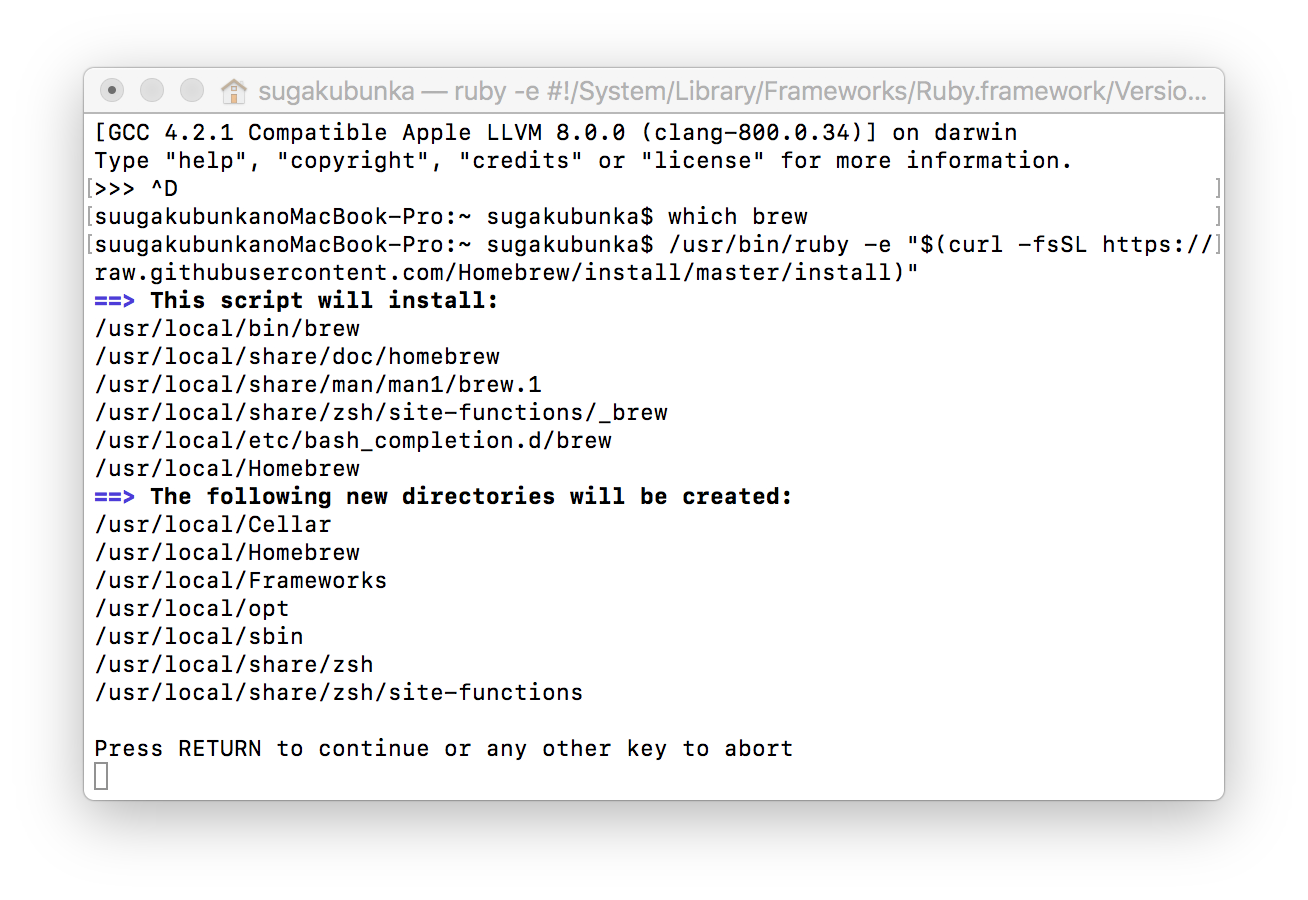 sugakubunka — ruby -e #!/System/Library/Frameworks/Ruby.framework/Versio...
[GCC 4.2.1 Compatible Apple LLVM 8.0.0 (clang-800.0.34)] on darwin
Type "help", "copyright", "credits" or "license" for more information.
[>>> ^D ]
[suugakubunkanoMacBook-Pro:~ sugakubunka$ which brew ]
[suugakubunkanoMacBook-Pro:~ sugakubunka$ /usr/bin/ruby -e "$(curl -fsSL https://]
raw.githubusercontent.com/Homebrew/install/master/install)"
==> This script will install:
/usr/local/bin/brew
/usr/local/share/doc/homebrew
/usr/local/share/man/man1/brew.1
/usr/local/share/zsh/site-functions/_brew
/usr/local/etc/bash_completion.d/brew
/usr/local/Homebrew
==> The following new directories will be created:
/usr/local/Cellar
/usr/local/Homebrew
/usr/local/Frameworks
/usr/local/opt
/usr/local/sbin
/usr/local/share/zsh
/usr/local/share/zsh/site-functions
Press RETURN to continue or any other key to abort